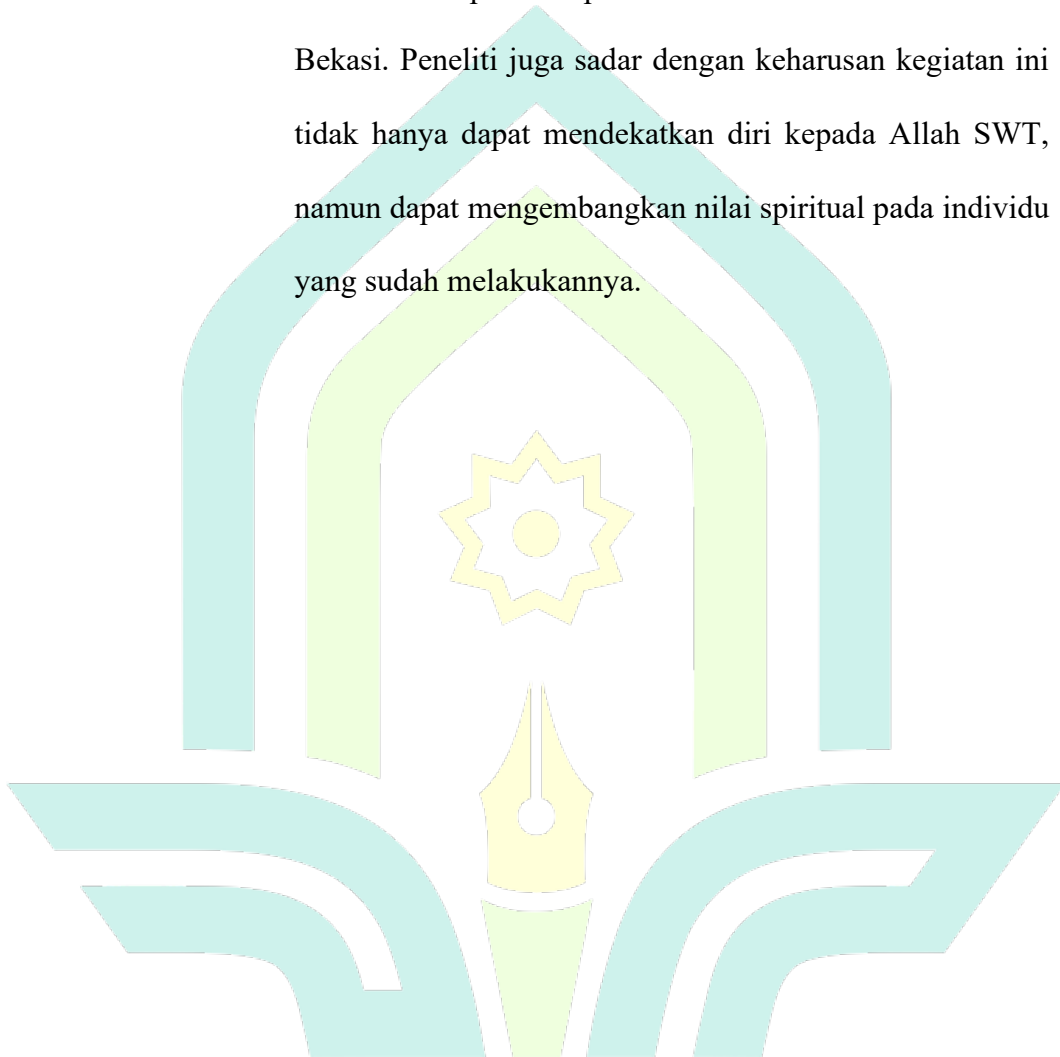 Bekasi. Peneliti juga sadar dengan keharusan kegiatan ini
tidak hanya dapat mendekatkan diri kepada Allah SWT,
namun dapat mengembangkan nilai spiritual pada individu
yang sudah melakukannya.